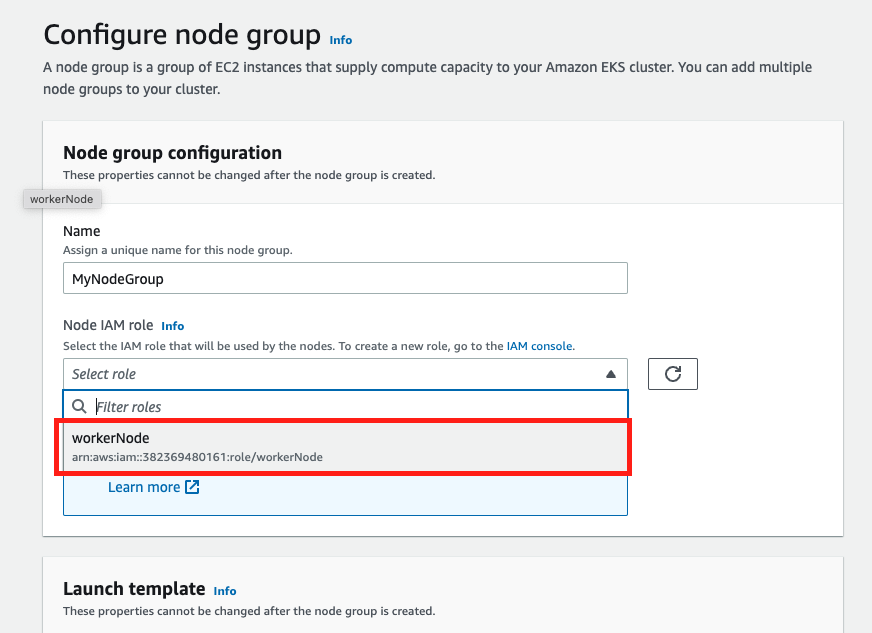 Configure node group Info
A node group is a group of EC2 instances that supply compute capacity to your Amazon EKS cluster. You can add multiple
node groups to your cluster.
Node group configuration
These properties cannot be changed after the node group is created.
workerNode
Name
Assign a unique name for this node group.
MyNodeGroup
Node IAM role Info
Select the IAM role that will be used by the nodes. To create a new role, go to the IAM console.
Select role
Filter roles
workerNode
arn:aws:iam::382369480161:role/workerNode
Learn more
Launch template Info
These properties cannot be changed after the node group is created.